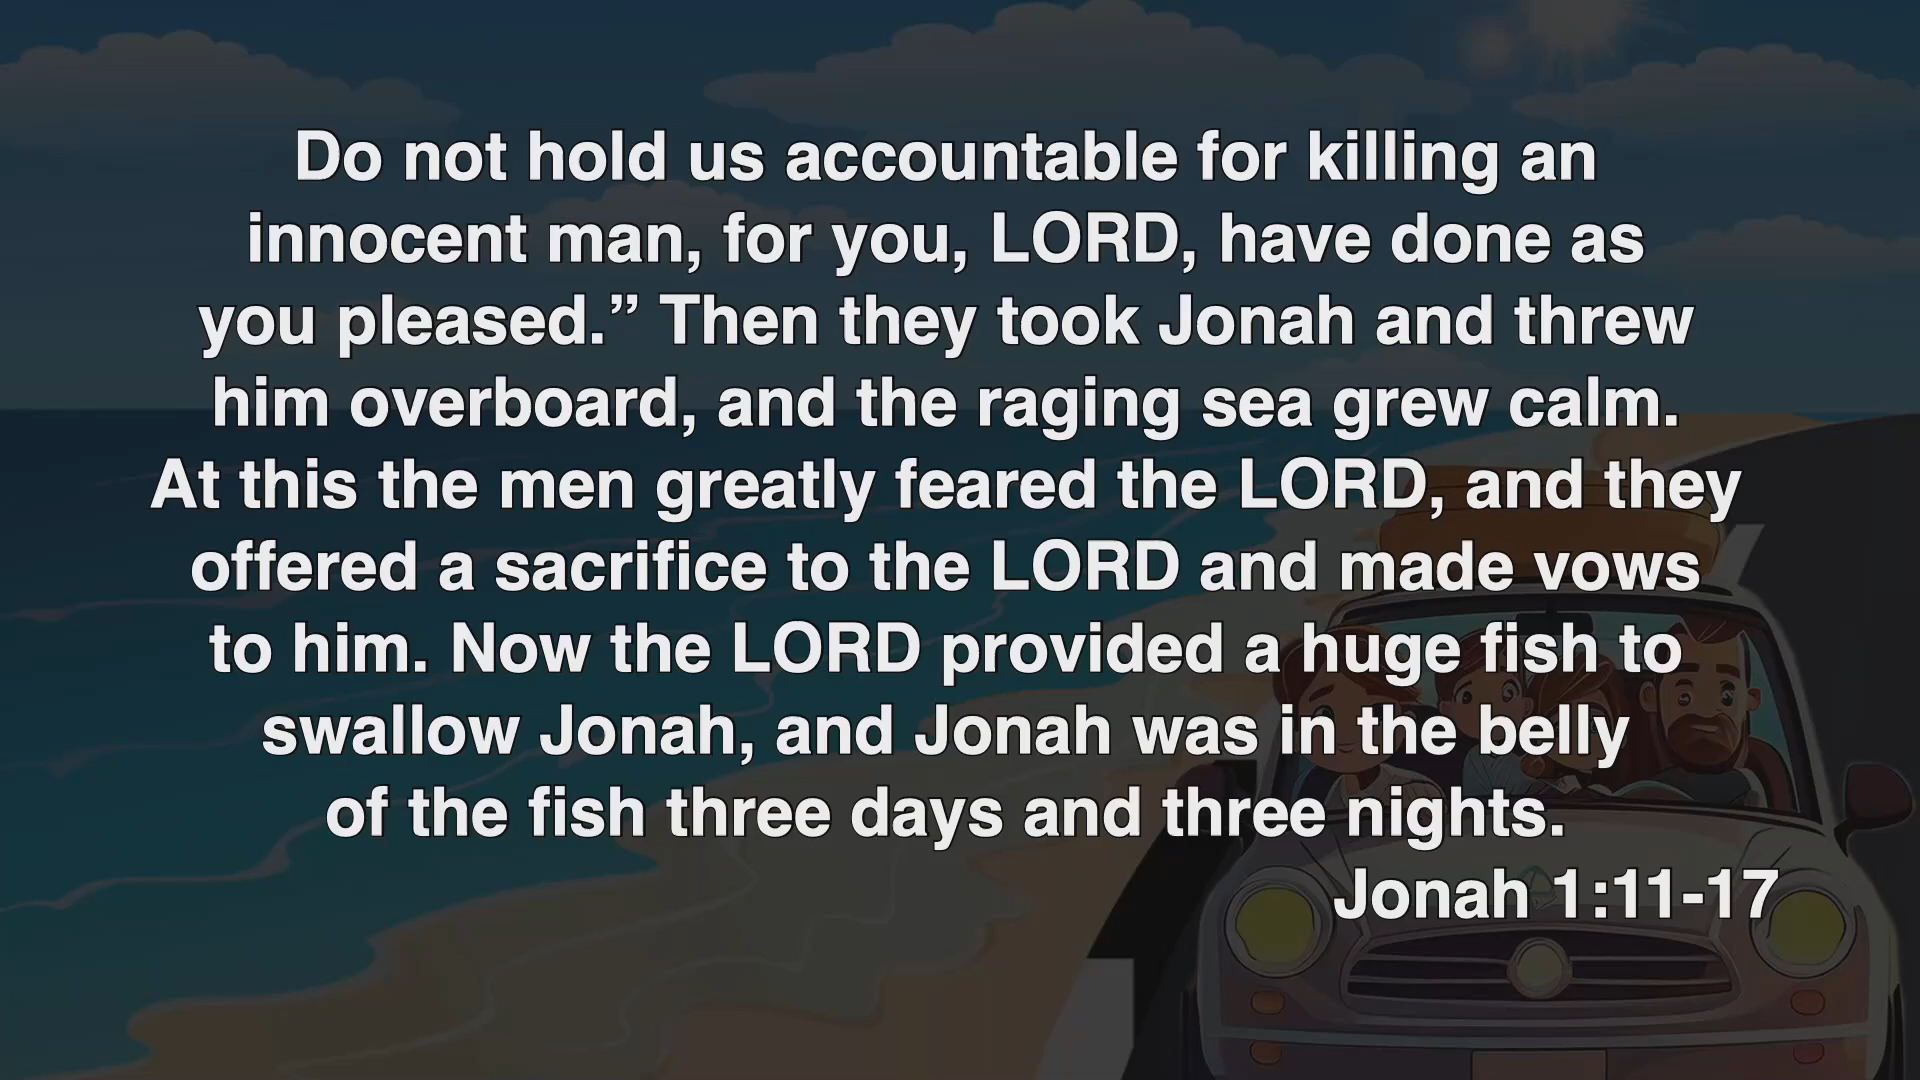 Do not hold us accountable for killing an
innocent man, for you, LORD, have done as
you pleased.” Then they took Jonah and threw
him overboard, and the raging sea grew calm.
At this the men greatly feared the LORD, and they
offered a sacrifice to the LORD and made vows
to him. Now the LORD provided a huge fish to
swallow Jonah, and Jonah was in the belly
of the fish three days and three nights.
Jonah 1:11-17